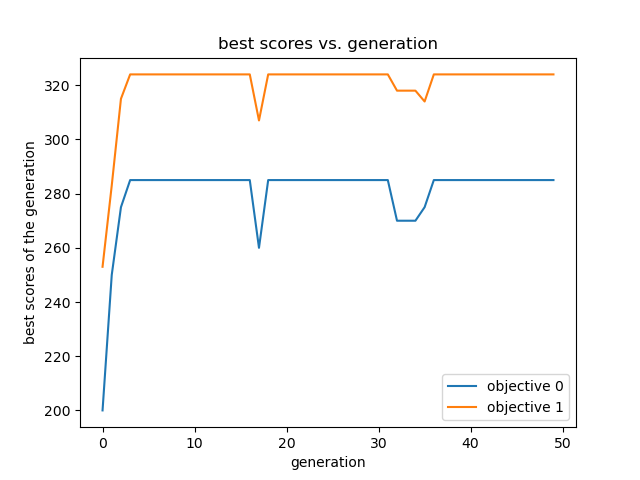 best scores vs. generation
best scores of the generation
320
300
280
260
240
220
200
0 10 20 30 40 50
generation
objective 0
objective 1